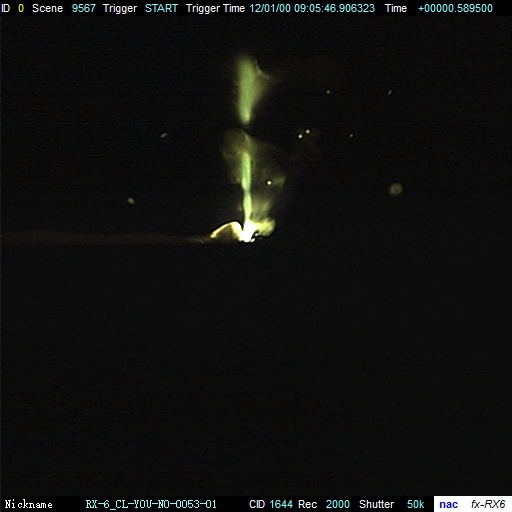 ID 0 Scene 9567 Trigger START Trigger Time 12/01/00 09:05:46.906323 Time +00000.589500
Nickname RX-6_CL-YOU-NO-0053-01 CID 1644 Rec 2000 Shutter 50k nac fx-RX6